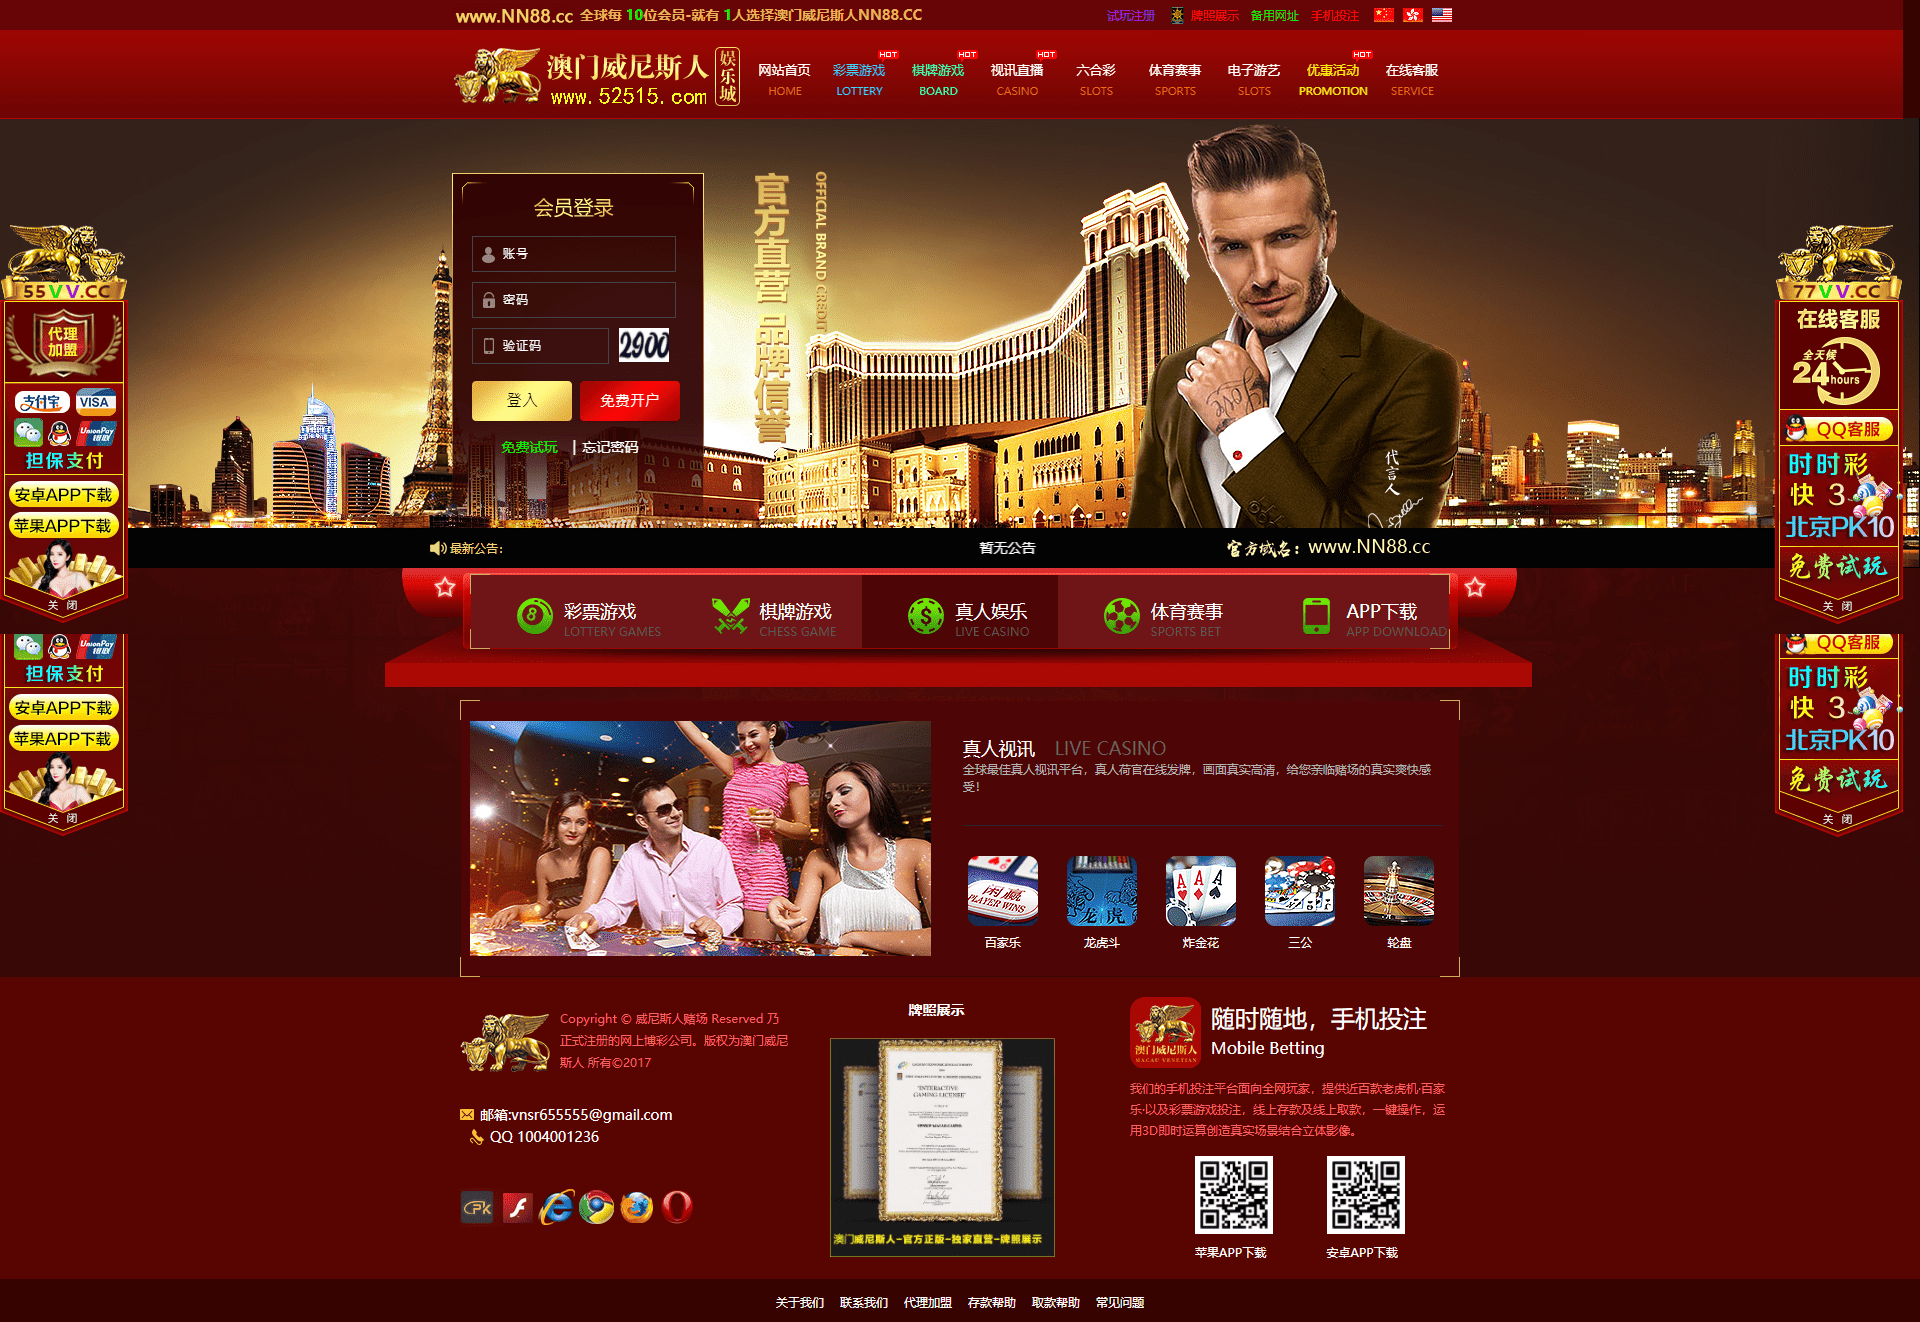 www.NN88.cc 全球每 10位会员-就有 1人选择澳门威尼斯人NN88.CC
试玩注册 牌照展示 备用网址 手机投注
澳门威尼斯人 娱乐城
www.52515.com
网站首页 彩票游戏 棋牌游戏 视讯直播 六合彩 体育赛事 电子游艺 优惠活动 在线客服
HOT HOT HOT HOT
HOME LOTTERY BOARD CASINO SLOTS SPORTS SLOTS PROMOTION SERVICE
会员登录
账号
密码
验证码 2900
登入 免费开户
免费试玩 | 忘记密码
官方直营 品牌信誉
OFFICIAL BRAND CREDIT
VENETIA
代言人
55VV.CC
代理
加盟
支付宝 VISA
UnionPay
银联
担保支付
安卓APP下载
苹果APP下载
关 闭
77VV.CC
在线客服
全天候
24hours
QQ客服
时时彩
快 3
北京PK10
免费试玩
关 闭
最新公告：
暂无公告
官方域名：www.NN88.cc
彩票游戏 棋牌游戏 真人娱乐 体育赛事 APP下载
LOTTERY GAMES CHESS GAME LIVE CASINO SPORTS BET APP DOWNLOAD
UnionPay
银联
担保支付
安卓APP下载
苹果APP下载
关 闭
QQ客服
时时彩
快 3
北京PK10
免费试玩
关 闭
真人视讯 LIVE CASINO
全球最佳真人视讯平台，真人荷官在线发牌，画面真实高清，给您亲临赌场的真实爽快感
受！
闲赢
PLAYER WINS
龙虎
百家乐 龙虎斗 炸金花 三公 轮盘
Copyright © 威尼斯人赌场 Reserved 乃
正式注册的网上博彩公司。版权为澳门威尼
斯人 所有©2017
邮箱:vnsr655555@gmail.com
QQ 1004001236
牌照展示
"INTERACTIVE
GAMING LICENSE"
澳门威尼斯人-官方正版-独家直营-牌照展示
澳门威尼斯人
MACAU VENETIAN
随时随地，手机投注
Mobile Betting
我们的手机投注平台面向全网玩家，提供近百款老虎机·百家
乐·以及彩票游戏投注，线上存款及线上取款，一键操作，运
用3D即时运算创造真实场景结合立体影像。
苹果APP下载 安卓APP下载
关于我们 联系我们 代理加盟 存款帮助 取款帮助 常见问题